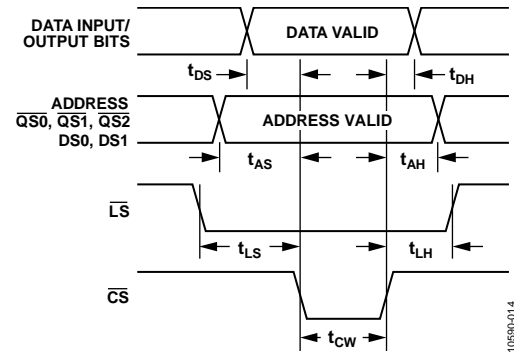 DATA INPUT/
OUTPUT BITS
DATA VALID
tDS
tDH
ADDRESS
QS0, QS1, QS2
DS0, DS1
ADDRESS VALID
tAS
tAH
LS
tLS
tLH
CS
tCW
10590-014